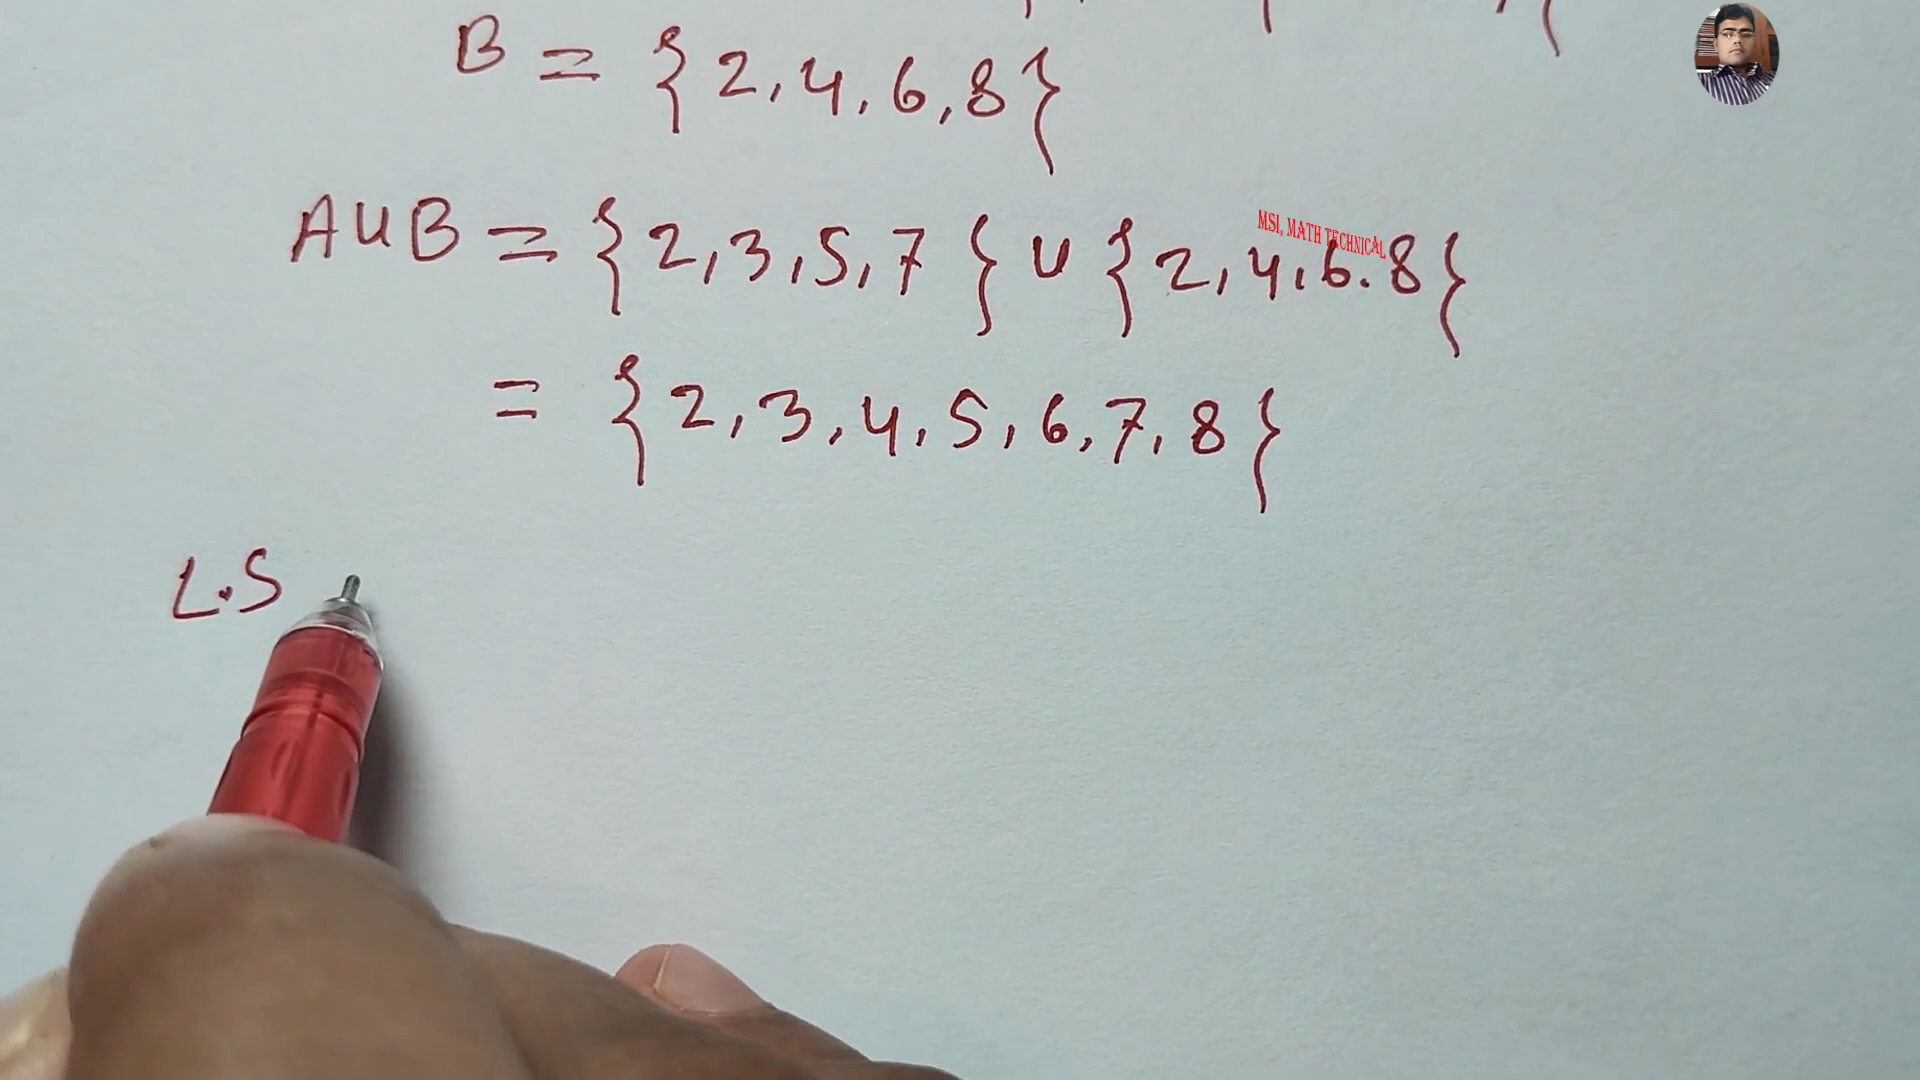 B = {2, 4, 6, 8}
A U B = {2, 3, 5, 7} U {2, 4, 6. 8}
MSI, MATH TECHNICAL
= {2, 3, 4, 5, 6, 7, 8}
L.S